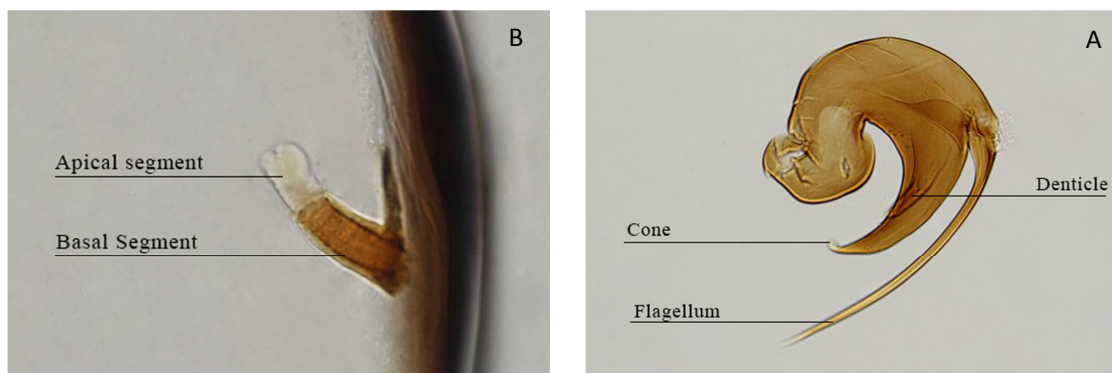 B
Apical segment
Basal Segment
A
Denticle
Cone
Flagellum